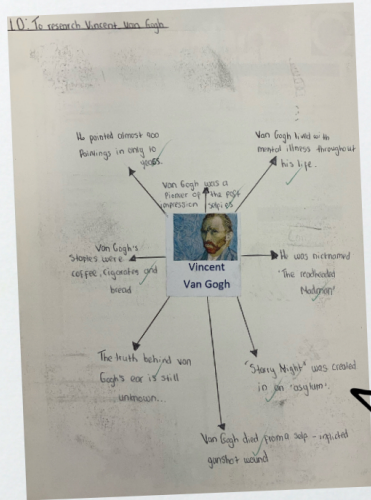 LO: To research Vincent Van Gogh
He painted almost 900
Paintings in only 10
years.
Van Gogh was a
Pioneer of the post
impression
Van Gogh lived with
mental illness throughout
his life.
Van Gogh's
Staples were
coffee, cigarates and
bread
Vincent
Van Gogh
He was nicknamed
'The redheaded
Madman'
The truth behind van
Gogh's ear is still
unknown...
"Starry Night" was created
in an 'asylum'.
Van Gogh died from a self-inflicted
gunshot wound